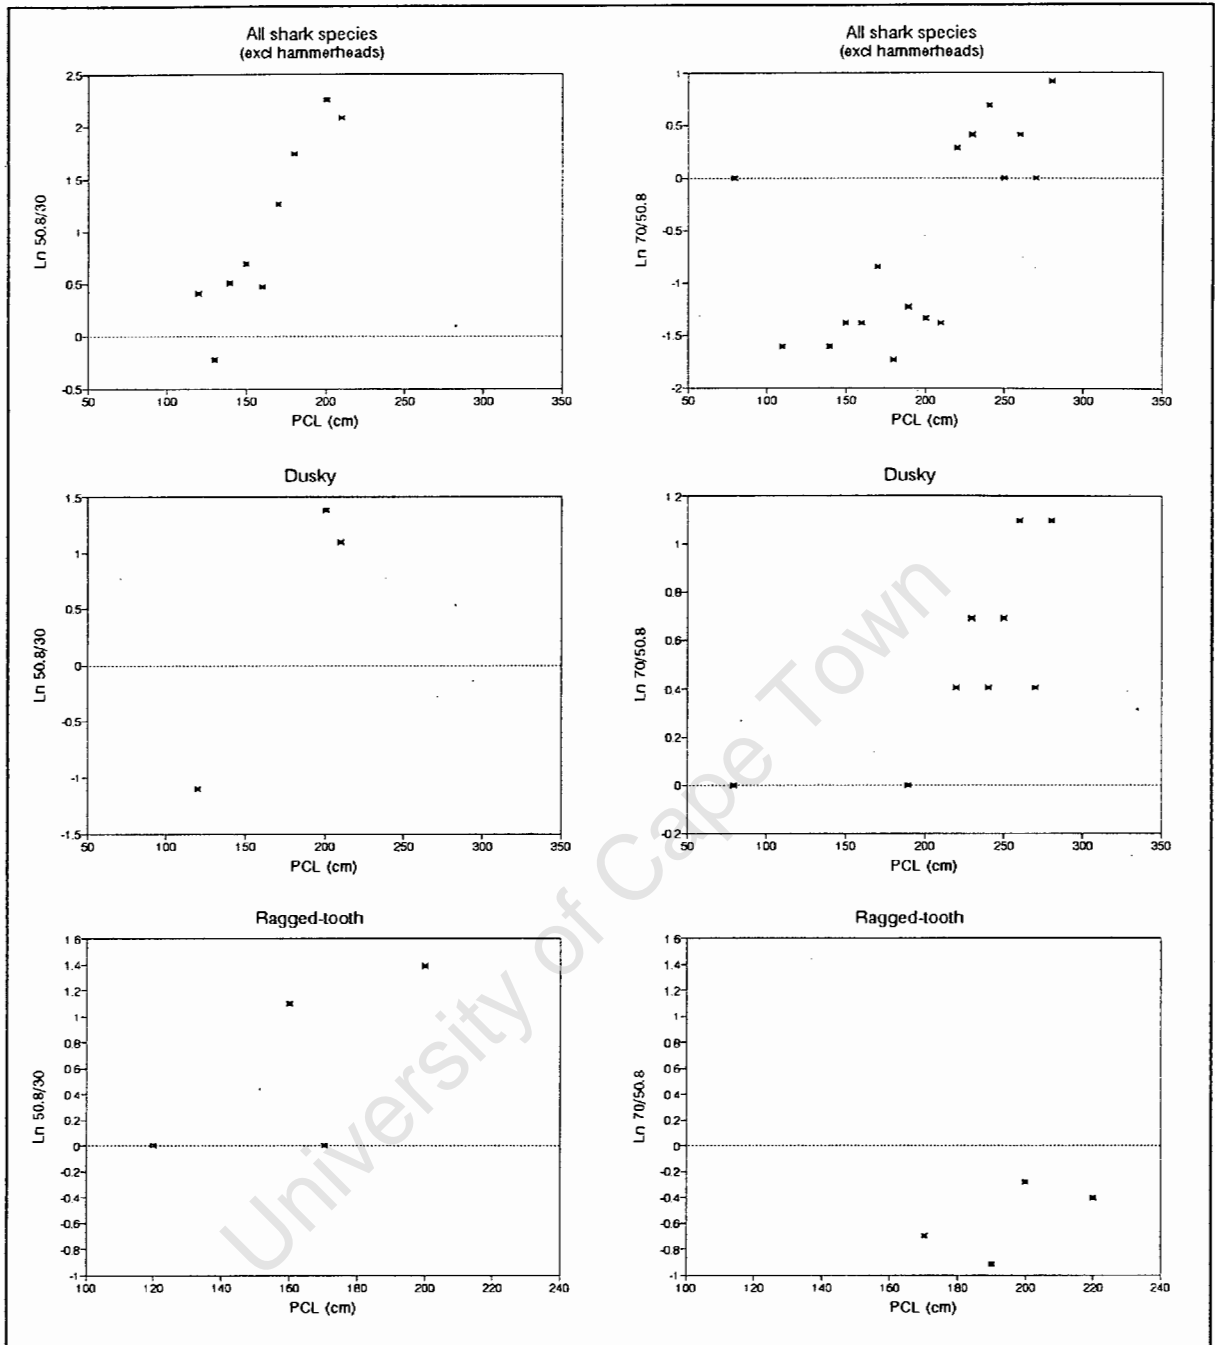 All shark species
(excl hammerheads)
2.5
2
1.5
1
0.5
0
-0.5
50 100 150 200 250 300 350
Ln 50.8/30
PCL (cm)
All shark species
(excl hammerheads)
1
0.5
0
-0.5
-1
-1.5
-2
50 100 150 200 250 300 350
Ln 70/50.8
PCL (cm)
Dusky
1.5
1
0.5
0
-0.5
-1
-1.5
50 100 150 200 250 300 350
Ln 50.8/30
PCL (cm)
Dusky
1.2
1
0.8
0.6
0.4
0.2
0
-0.2
50 100 150 200 250 300 350
Ln 70/50.8
PCL (cm)
Ragged-tooth
1.6
1.4
1.2
1
0.8
0.6
0.4
0.2
0
-0.2
-0.4
-0.6
-0.8
-1
100 120 140 160 180 200 220 240
Ln 50.8/30
PCL (cm)
Ragged-tooth
1.6
1.4
1.2
1
0.8
0.6
0.4
0.2
0
-0.2
-0.4
-0.6
-0.8
-1
100 120 140 160 180 200 220 240
Ln 70/50.8
PCL (cm)
University of Cape Town